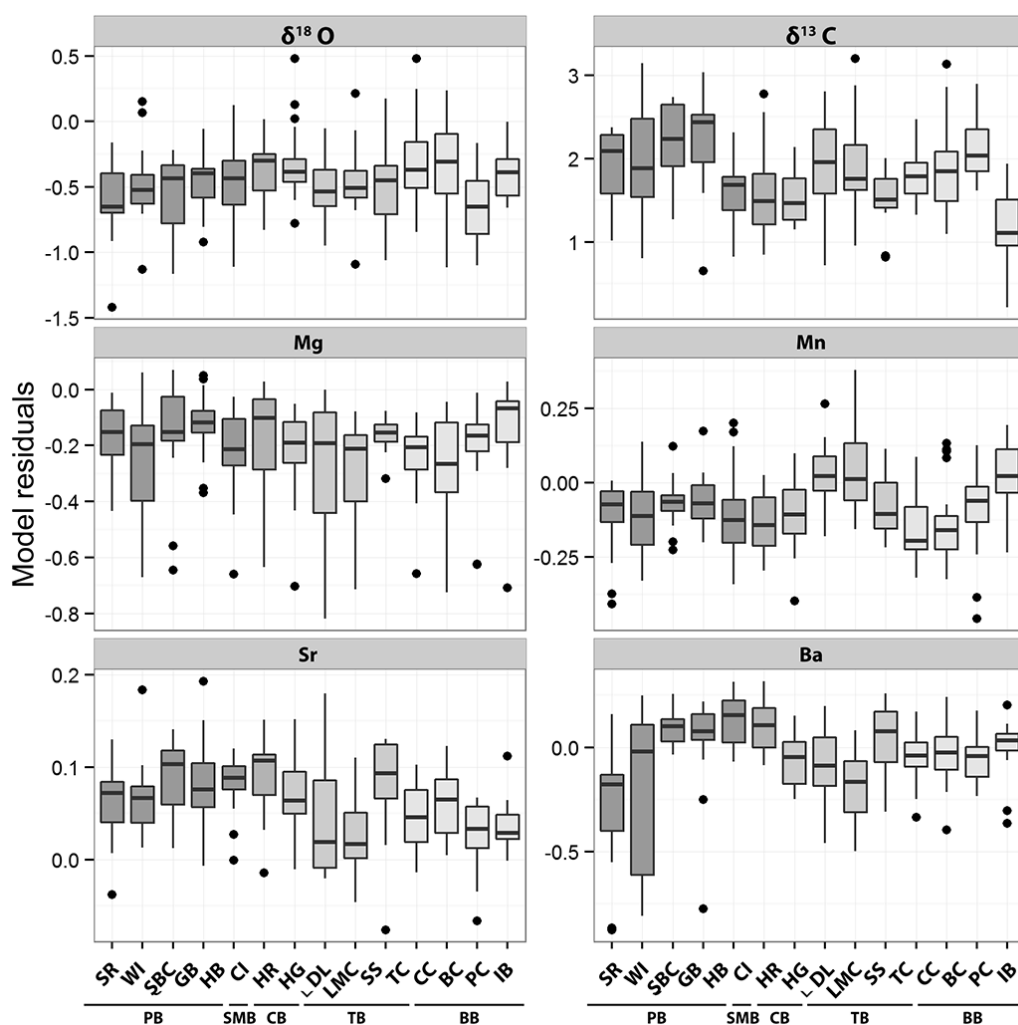 δ¹⁸ O
δ¹³ C
0.5
0.0
-0.5
-1.0
-1.5
3
2
1
Mg
Mn
0.0
-0.2
-0.4
-0.6
-0.8
0.25
0.00
-0.25
Model residuals
Sr
Ba
0.2
0.1
0.0
0.0
-0.5
SR WI SBC GB HB CI HR HG DL LMC SS TC CC BC PC IB
SR WI SBC GB HB CI HR HG DL LMC SS TC CC BC PC IB
PB SMB CB TB BB
PB SMB CB TB BB